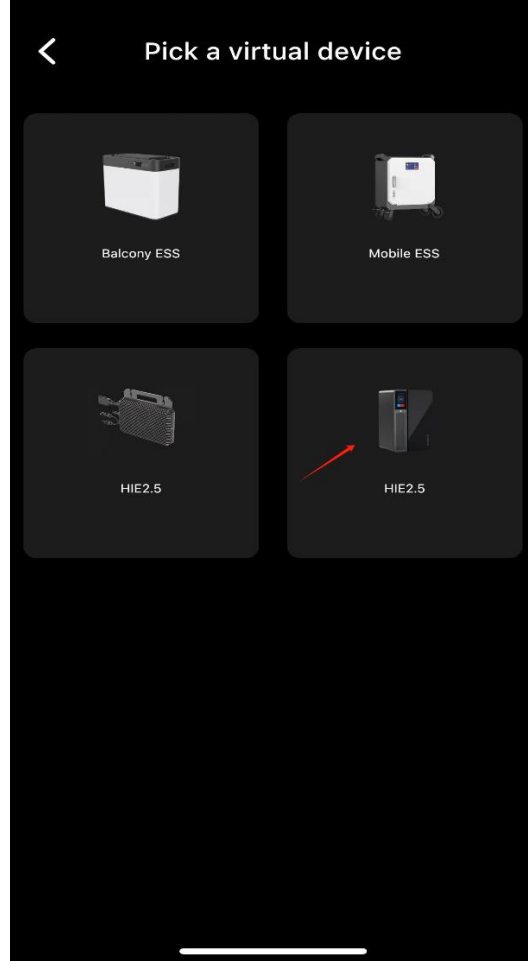 Pick a virtual device
Balcony ESS
Mobile ESS
HIE2.5
HIE2.5